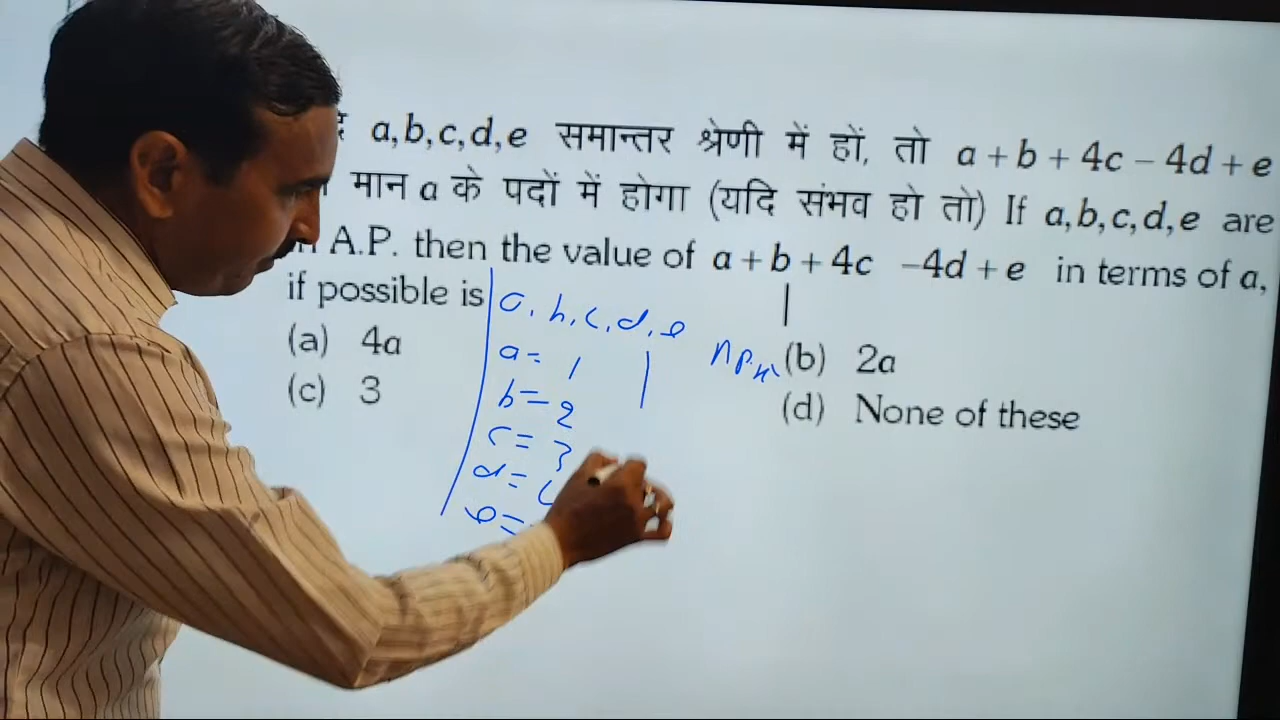 a,b,c,d,e समान्तर श्रेणी में हों, तो a + b + 4c – 4d + e
मान a के पदों में होगा (यदि संभव हो तो) If a,b,c,d,e are
A.P. then the value of a + b + 4c –4d + e in terms of a,
if possible is
(a) 4a
(b) 2a
(c) 3
(d) None of these
a, b, c, d, e
a = 1
b = 2
c = 3
d =
e =